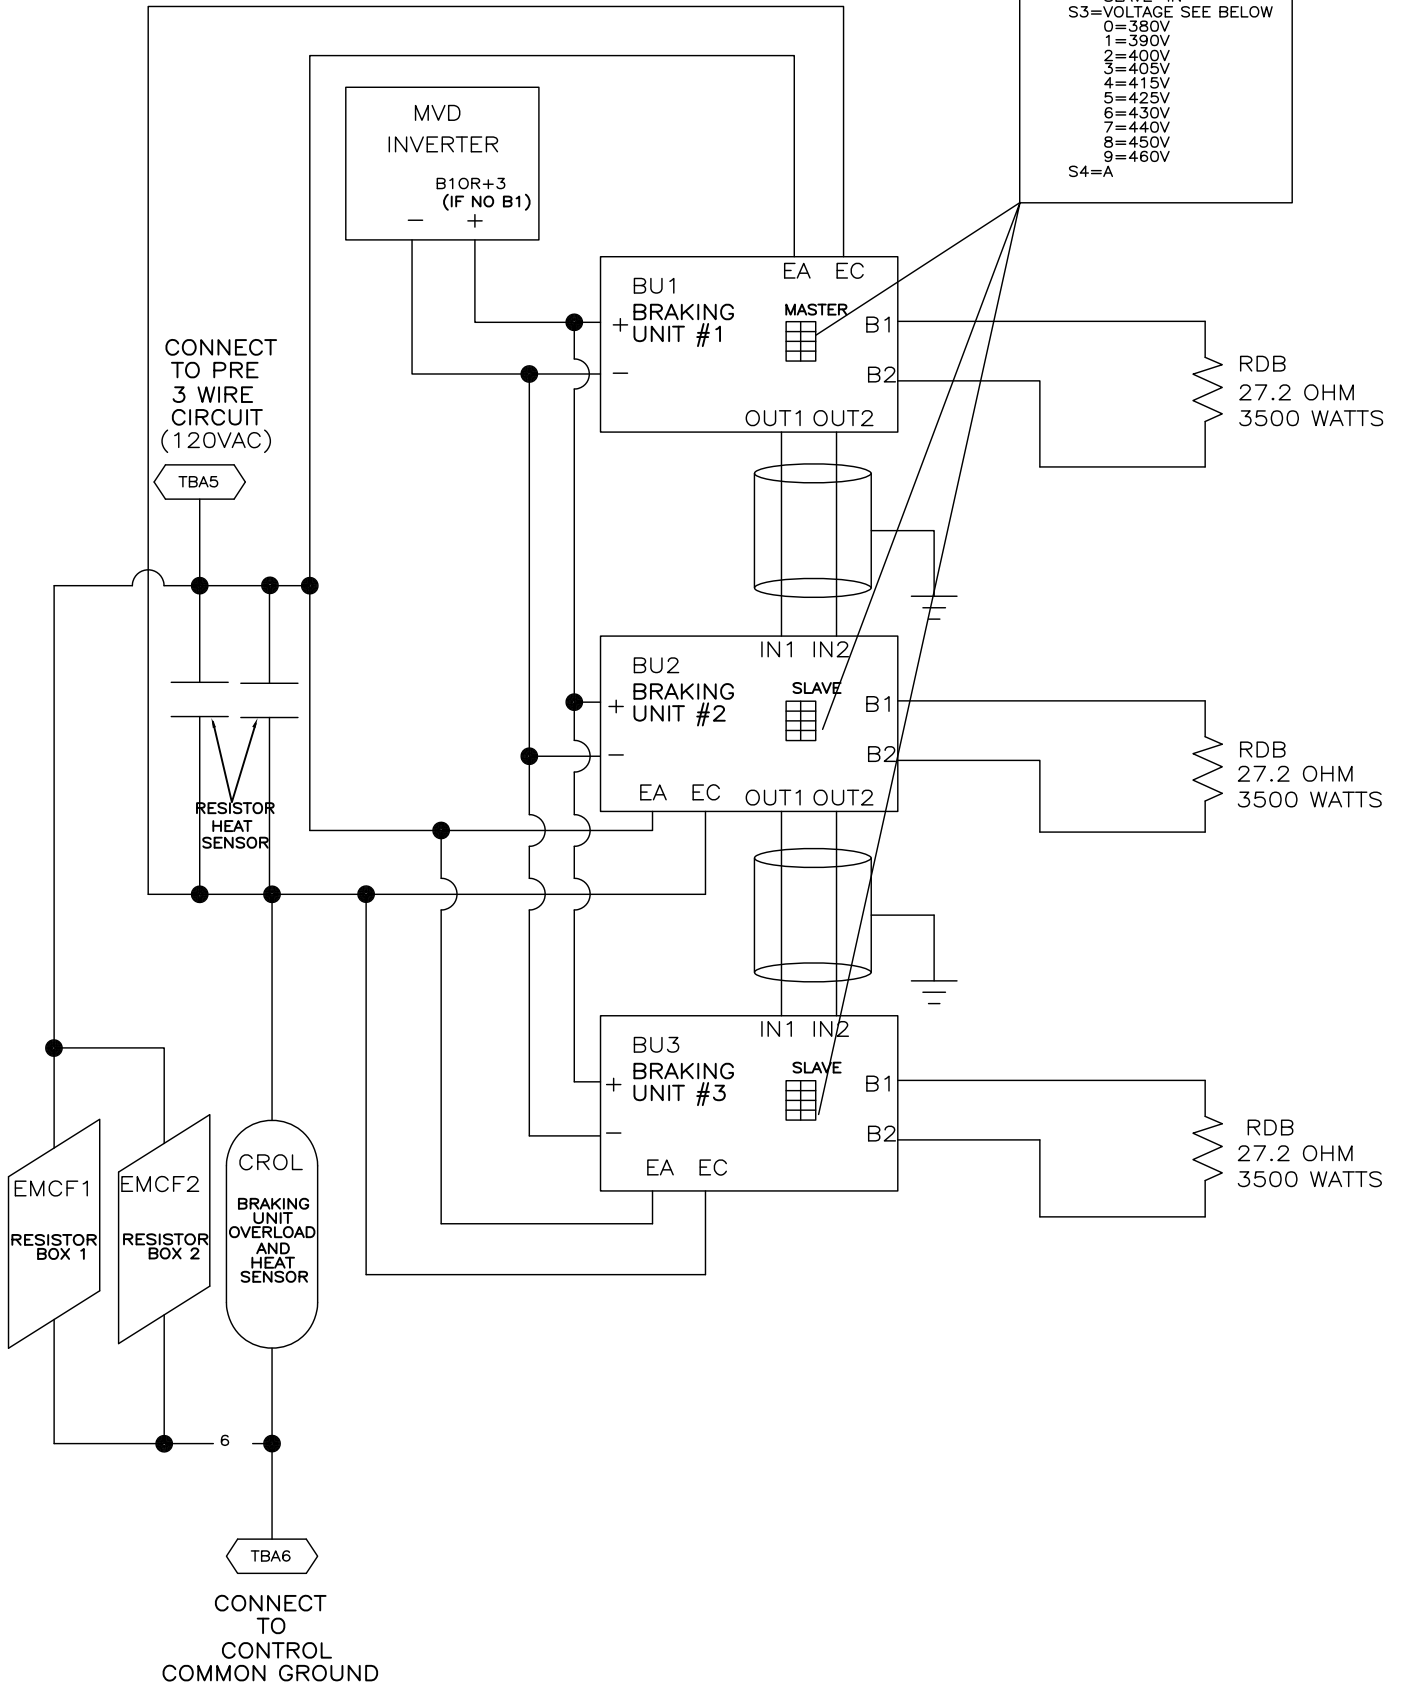 S3=VOLTAGE SEE BELOW
0=380V
1=390V
2=400V
3=405V
4=415V
5=425V
6=430V
7=440V
8=450V
9=460V
S4=A
MVD
INVERTER
B1OR+3
(IF NO B1)
− +
EA EC
BU1
BRAKING
UNIT #1
MASTER
+
−
B1
B2
OUT1 OUT2
RDB
27.2 OHM
3500 WATTS
CONNECT
TO PRE
3 WIRE
CIRCUIT
(120VAC)
TBA5
IN1 IN2
BU2
BRAKING
UNIT #2
SLAVE
+
−
B1
B2
EA EC OUT1 OUT2
RDB
27.2 OHM
3500 WATTS
RESISTOR
HEAT
SENSOR
IN1 IN2
BU3
BRAKING
UNIT #3
SLAVE
+
−
B1
B2
EA EC
RDB
27.2 OHM
3500 WATTS
EMCF1
RESISTOR
BOX 1
EMCF2
RESISTOR
BOX 2
CROL
BRAKING
UNIT
OVERLOAD
AND
HEAT
SENSOR
6
TBA6
CONNECT
TO
CONTROL
COMMON GROUND